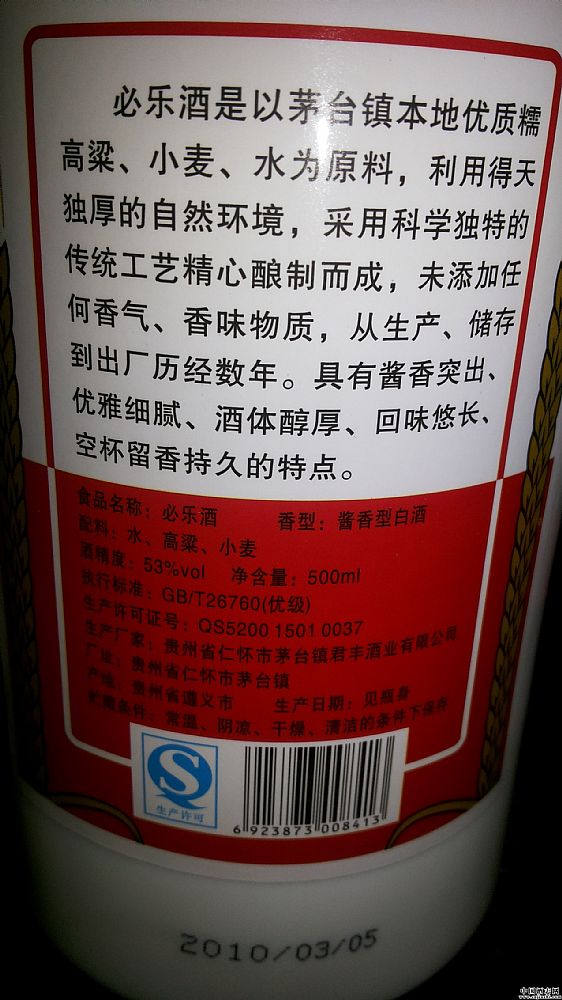 必乐酒是以茅台镇本地优质糯
高粱、小麦、水为原料，利用得天
独厚的自然环境，采用科学独特的
传统工艺精心酿制而成，未添加任
何香气、香味物质，从生产、储存
到出厂历经数年。具有酱香突出、
优雅细腻、酒体醇厚、回味悠长、
空杯留香持久的特点。
食品名称：必乐酒 香型：酱香型白酒
配料：水、高粱、小麦
酒精度：53%vol 净含量：500ml
执行标准：GB/T26760(优级)
生产许可证号：QS5200 1501 0037
生产厂家：贵州省仁怀市茅台镇君丰酒业有限公司
厂址：贵州省仁怀市茅台镇
产地：贵州省遵义市 生产日期：见瓶身
贮藏条件：常温、阴凉、干燥、清洁的条件下保存
S
生产许可
6 923873 008413
2010/03/05
中国酒志网